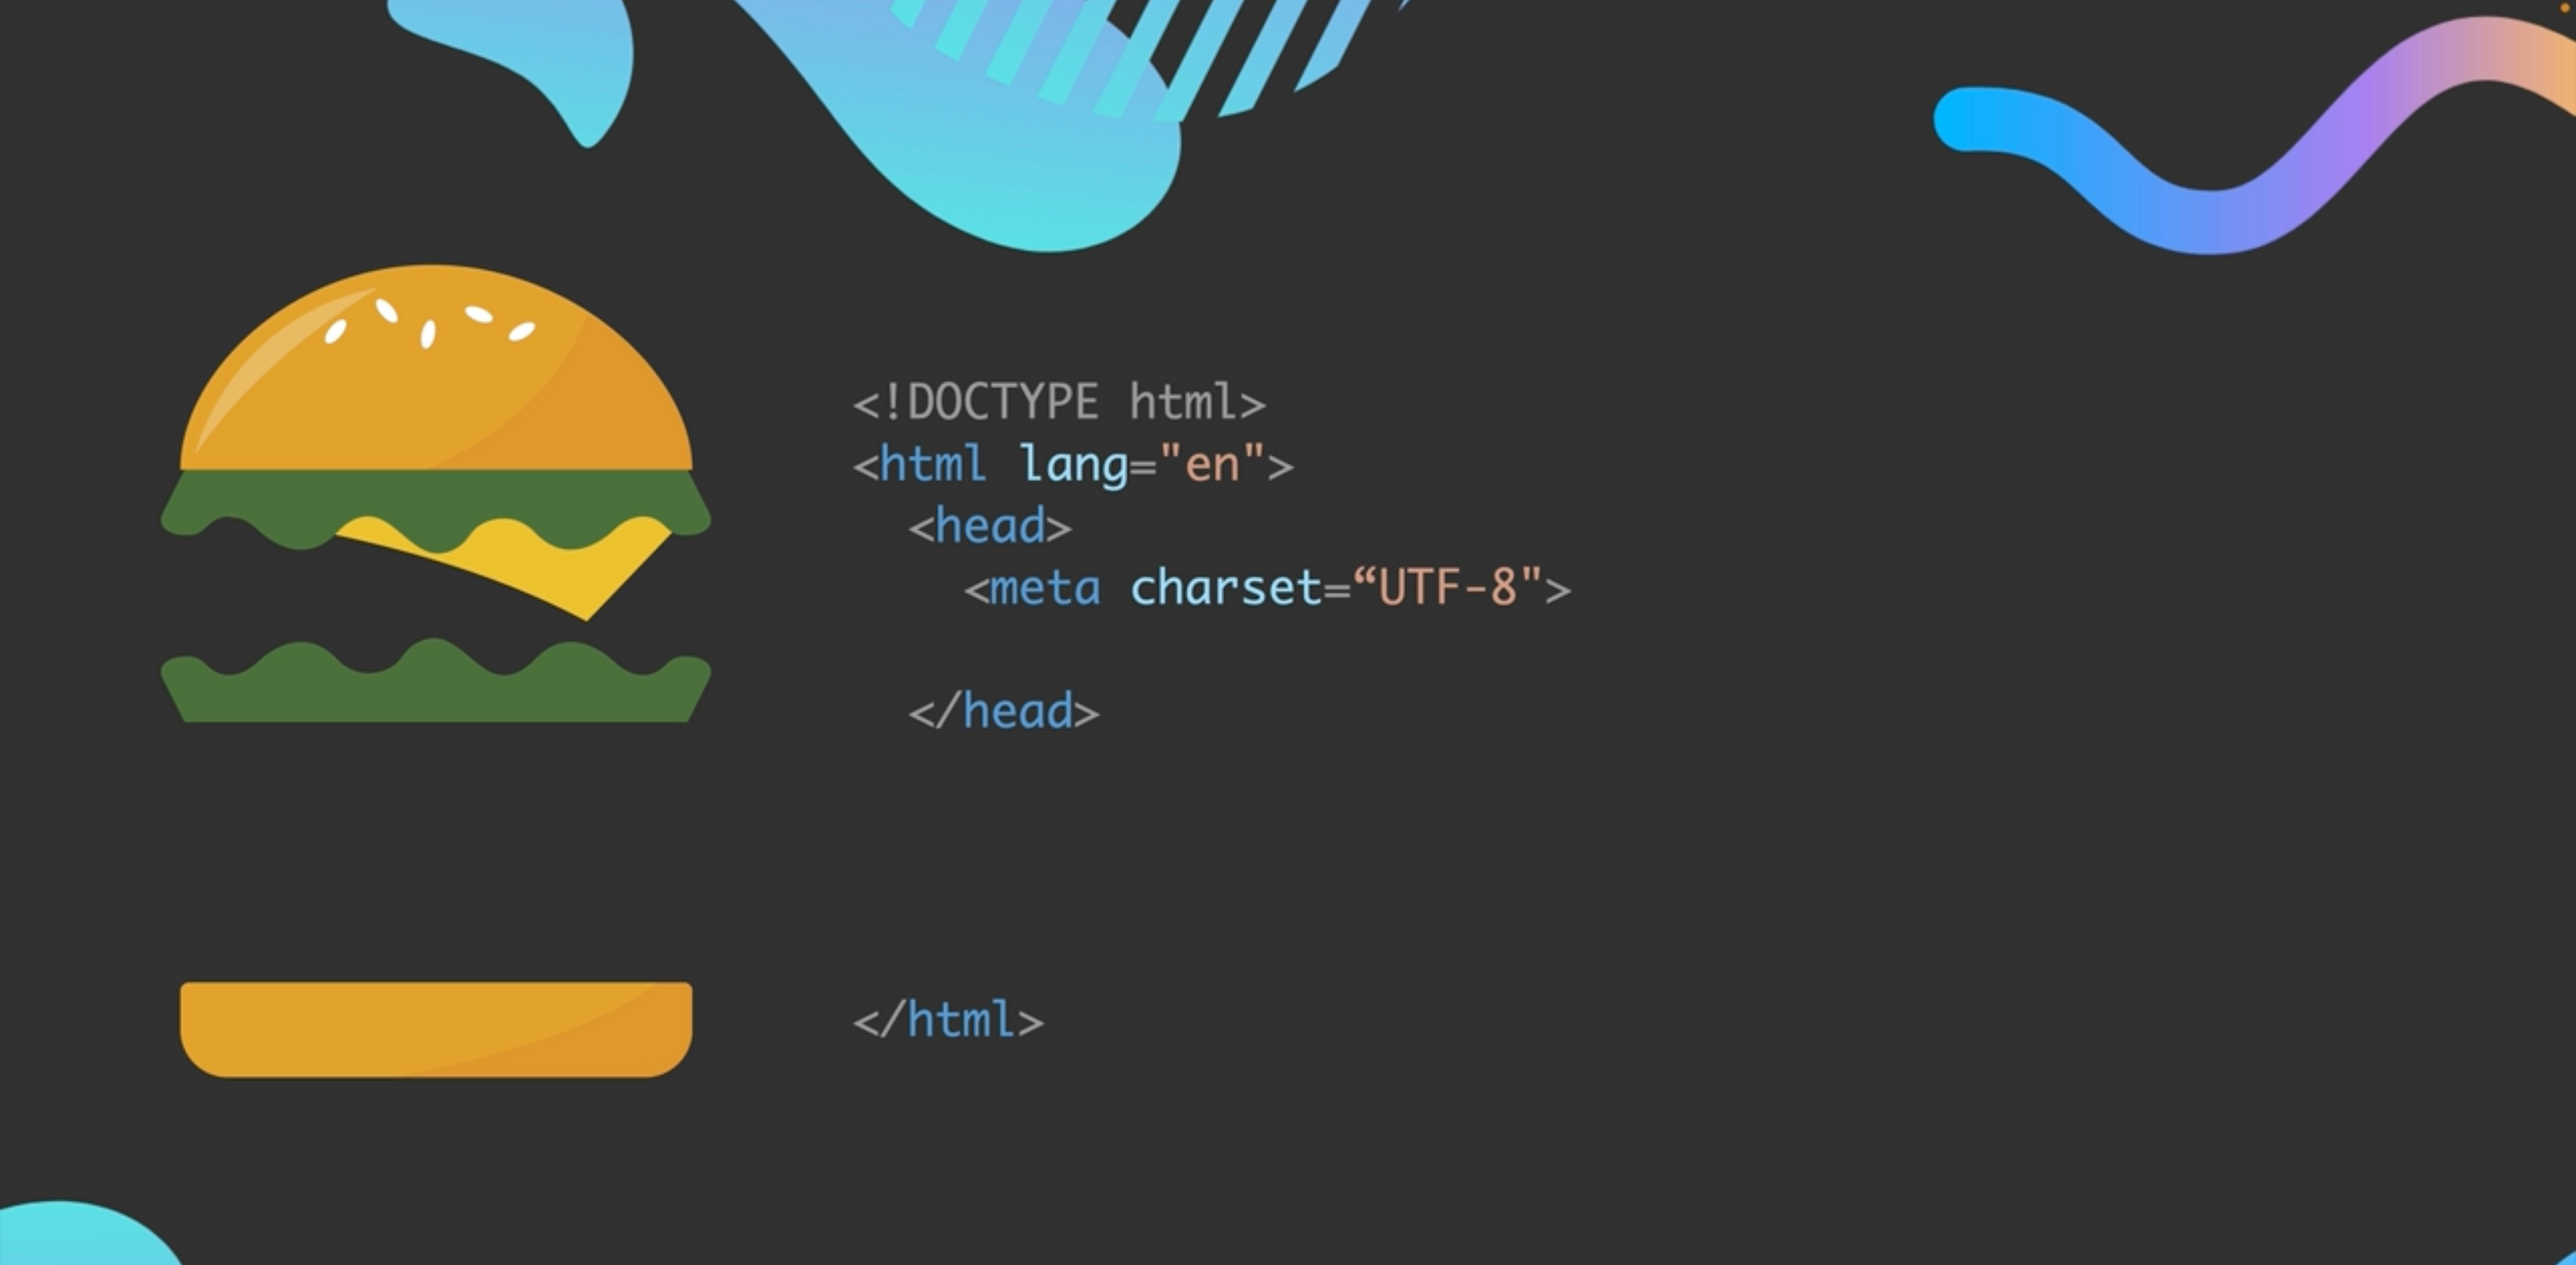 <!DOCTYPE html>
<html lang="en">
<head>
<meta charset=“UTF-8">
</head>
</html>